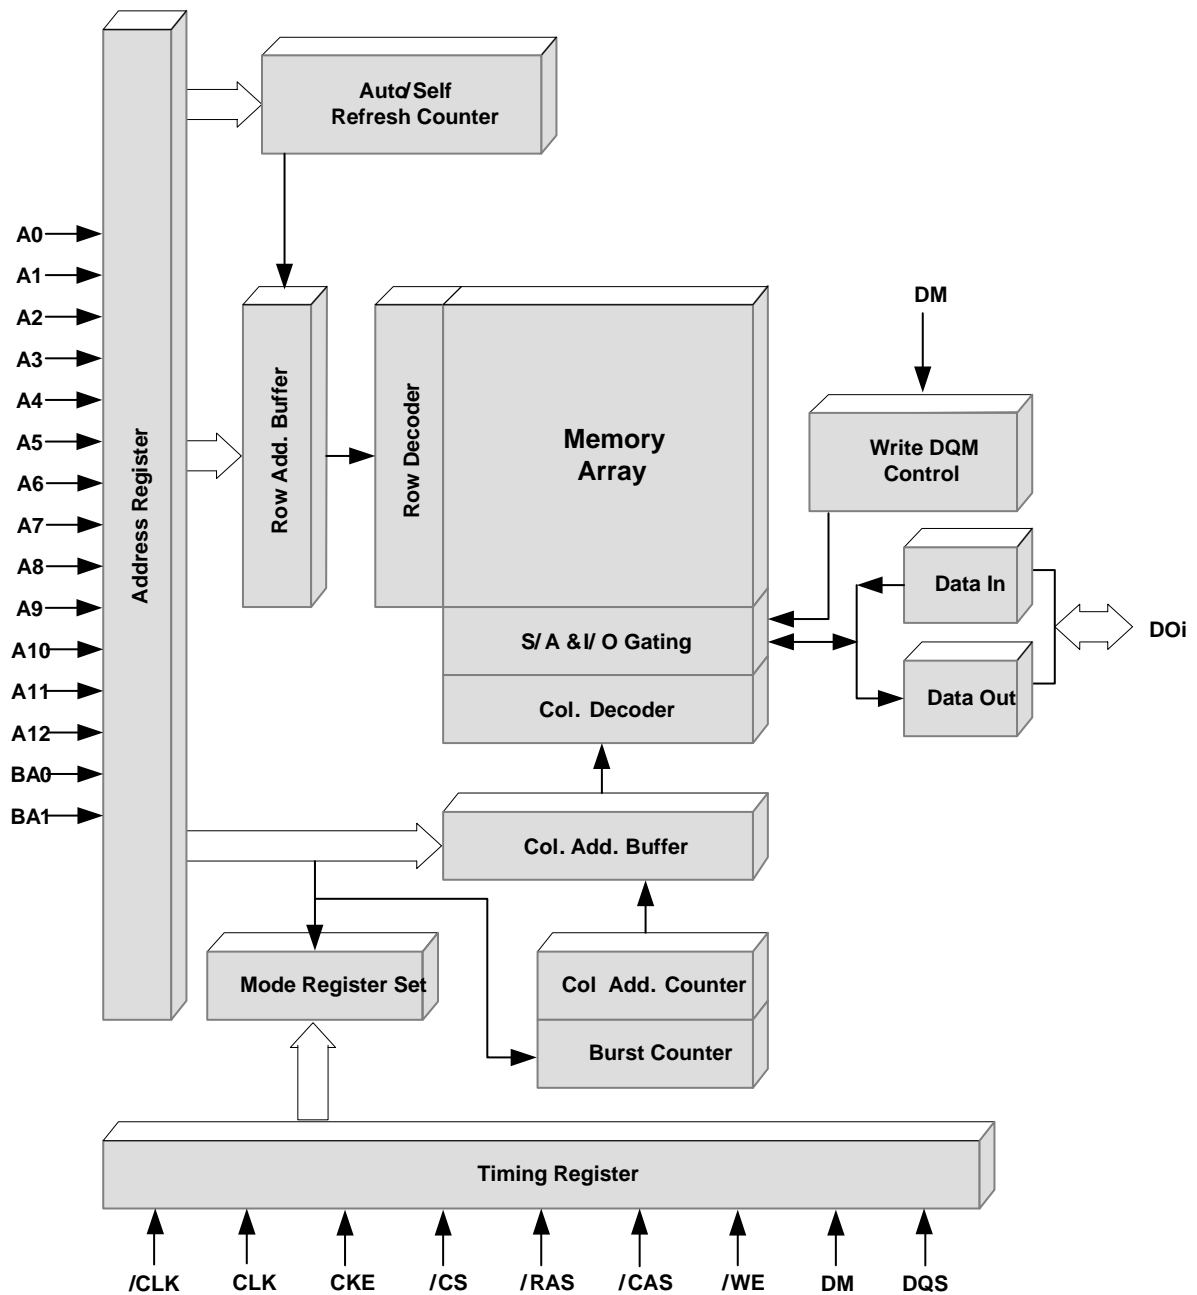 Auto/Self
Refresh Counter
A0
A1
A2
A3
A4
A5
A6
A7
A8
A9
A10
A11
A12
BA0
BA1
Address Register
Row Add. Buffer
Row Decoder
Memory
Array
DM
Write DQM
Control
Data In
Data Out
DOi
S/ A &I/ O Gating
Col. Decoder
Col. Add. Buffer
Mode Register Set
Col Add. Counter
Burst Counter
Timing Register
/CLK
CLK
CKE
/CS
/RAS
/CAS
/WE
DM
DQS